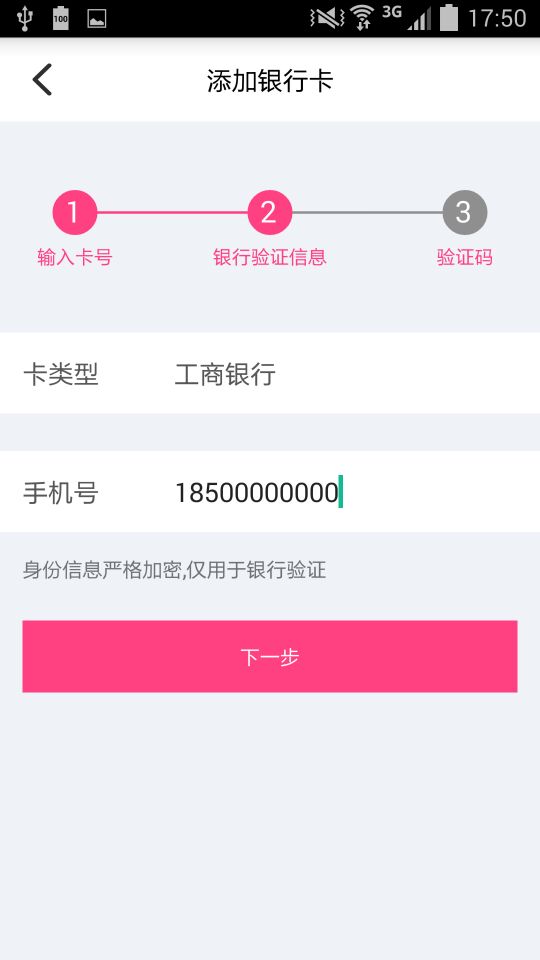 100 3G 17:50
添加银行卡
1 2 3
输入卡号 银行验证信息 验证码
卡类型 工商银行
手机号 18500000000
身份信息严格加密,仅用于银行验证
下一步